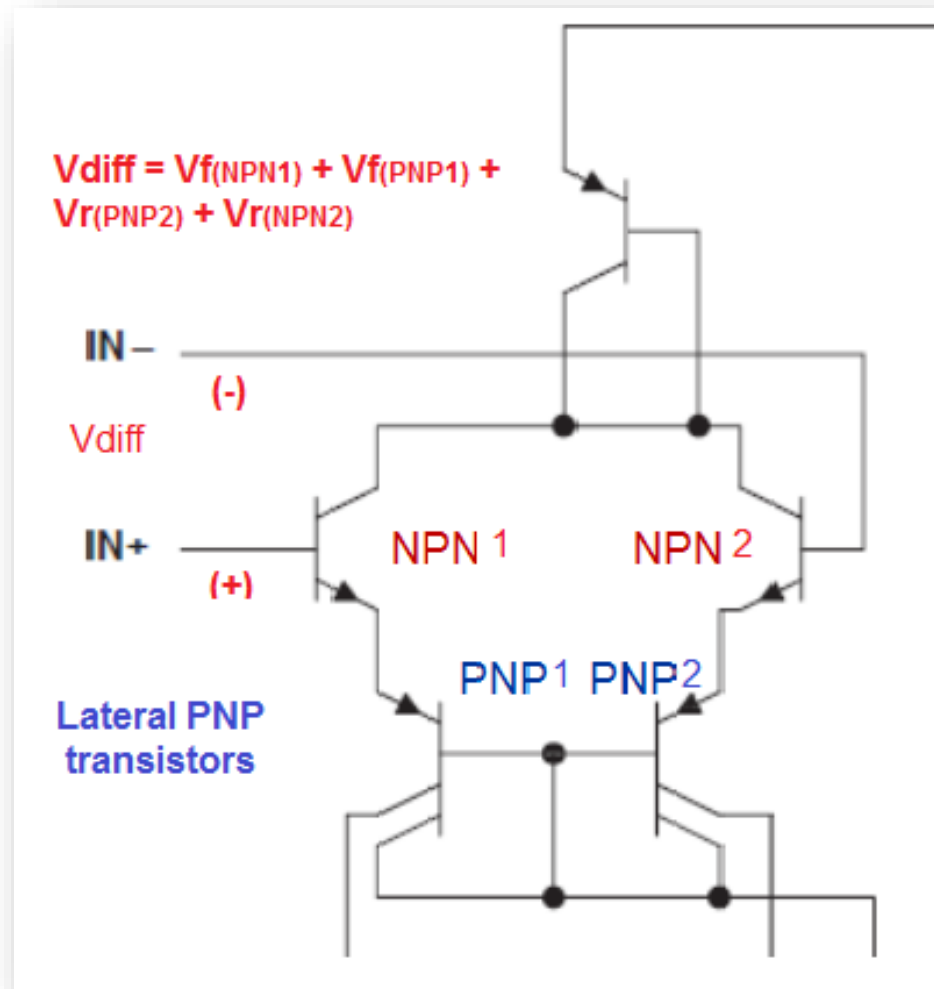 Vdiff = Vf(NPN1) + Vf(PNP1) +
Vr(PNP2) + Vr(NPN2)
IN –
(-)
Vdiff
IN+
(+)
NPN 1
NPN 2
PNP1
PNP2
Lateral PNP
transistors